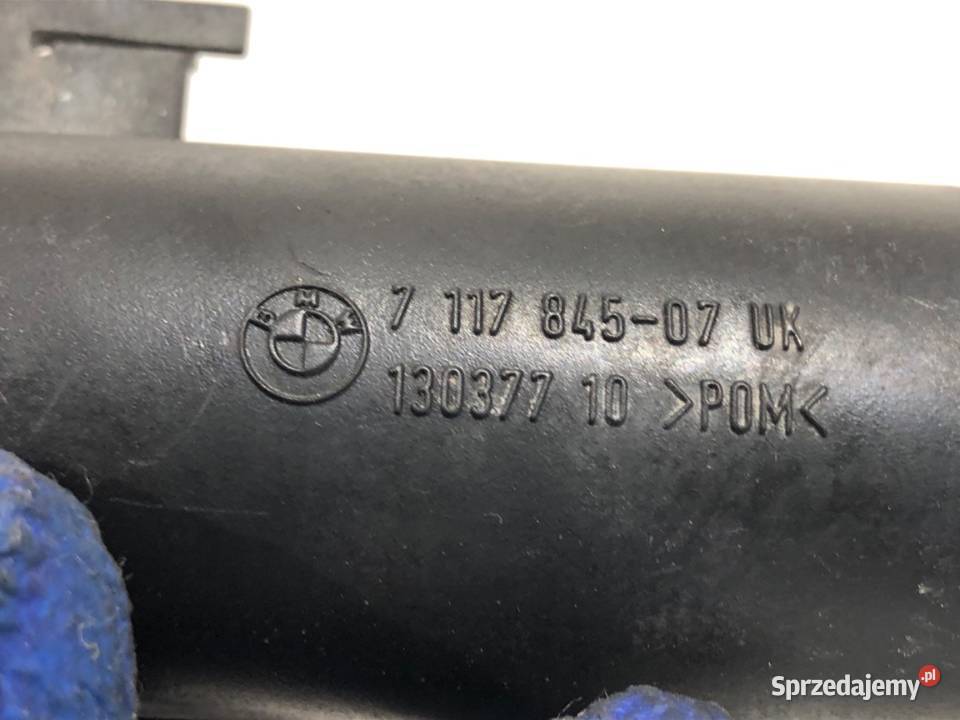 BMW
7 117 845-07 UK
130377 10 >POM<
Sprzedajemy.pl